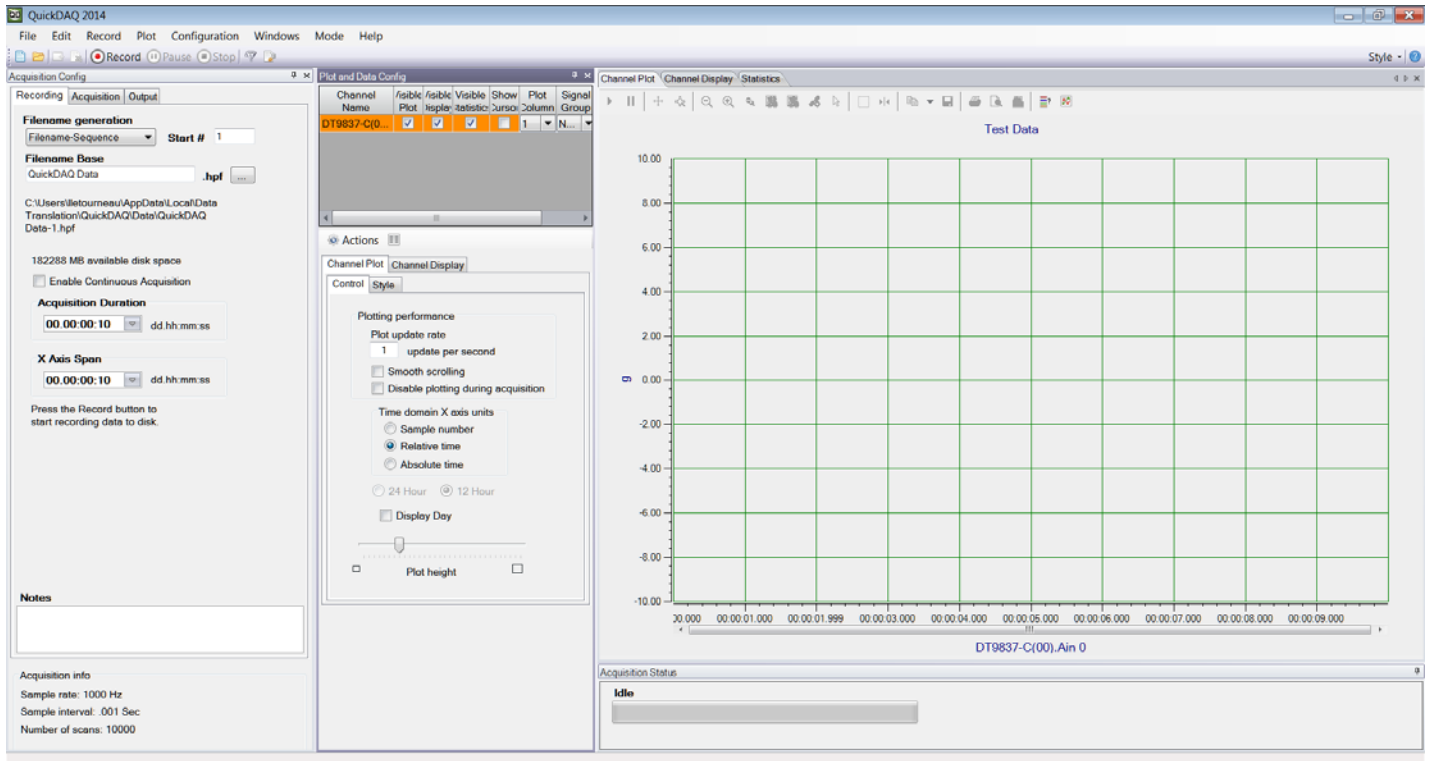 QuickDAQ 2014
File Edit Record Plot Configuration Windows Mode Help
Record Pause Stop Style
Acquisition Config
Recording Acquisition Output
Filename generation
Filename-Sequence Start # 1
Filename Base
QuickDAQ Data .hpf ...
C:\Users\lletourneau\AppData\Local\Data
Translation\QuickDAQ\Data\QuickDAQ
Data-1.hpf
182288 MB available disk space
Enable Continuous Acquisition
Acquisition Duration
00.00:00:10 dd.hh:mm:ss
X Axis Span
00.00:00:10 dd.hh:mm:ss
Press the Record button to
start recording data to disk.
Notes
Acquisition info
Sample rate: 1000 Hz
Sample interval: .001 Sec
Number of scans: 10000
Plot and Data Config
Channel Visible Visible Visible Show Plot Signal
Name Plot Display Statistics Cursor Column Group
DT9837-C(0... 1 N...
Actions
Channel Plot Channel Display
Control Style
Plotting performance
Plot update rate
1 update per second
Smooth scrolling
Disable plotting during acquisition
Time domain X axis units
Sample number
Relative time
Absolute time
24 Hour 12 Hour
Display Day
Plot height
Channel Plot Channel Display Statistics
Test Data
10.00
8.00
6.00
4.00
2.00
g 0.00
-2.00
-4.00
-6.00
-8.00
-10.00
00.000 00:00:01.000 00:00:01.999 00:00:03.000 00:00:04.000 00:00:05.000 00:00:06.000 00:00:07.000 00:00:08.000 00:00:09.000
DT9837-C(00).Ain 0
Acquisition Status
Idle